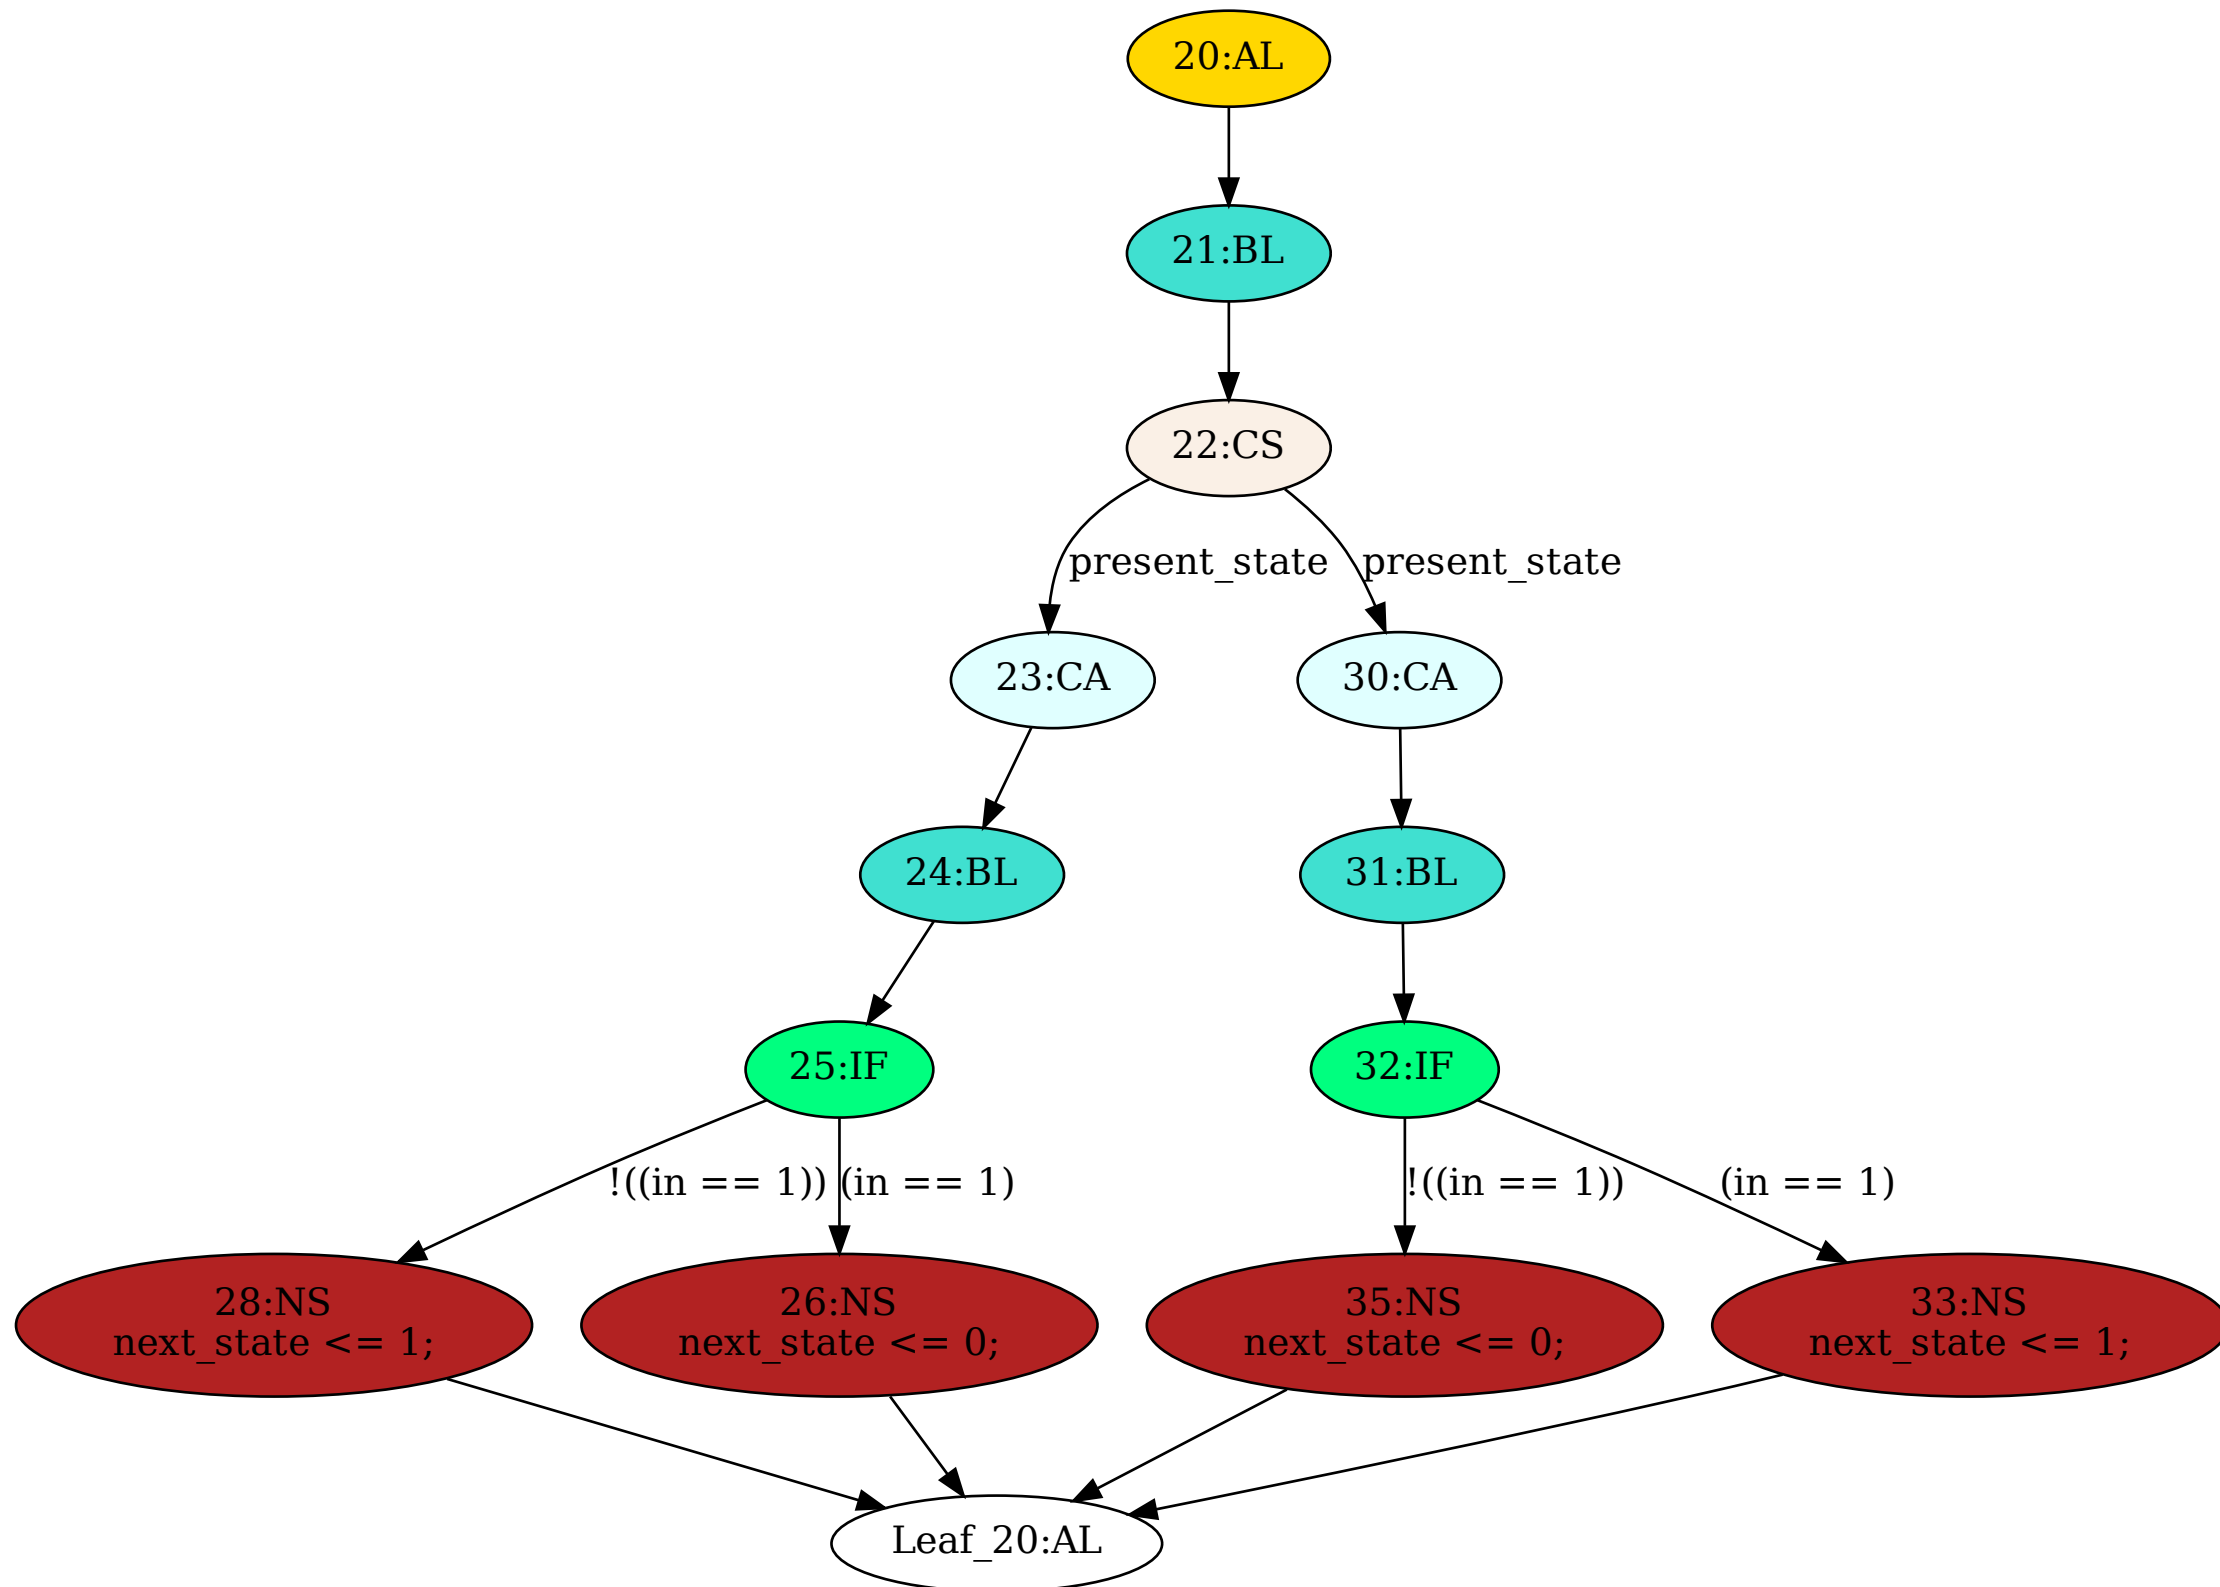 20:AL
21:BL
22:CS
present_state
present_state
23:CA
30:CA
24:BL
31:BL
25:IF
32:IF
!((in == 1))
(in == 1)
!((in == 1))
(in == 1)
28:NS
next_state <= 1;
26:NS
next_state <= 0;
35:NS
next_state <= 0;
33:NS
next_state <= 1;
Leaf_20:AL